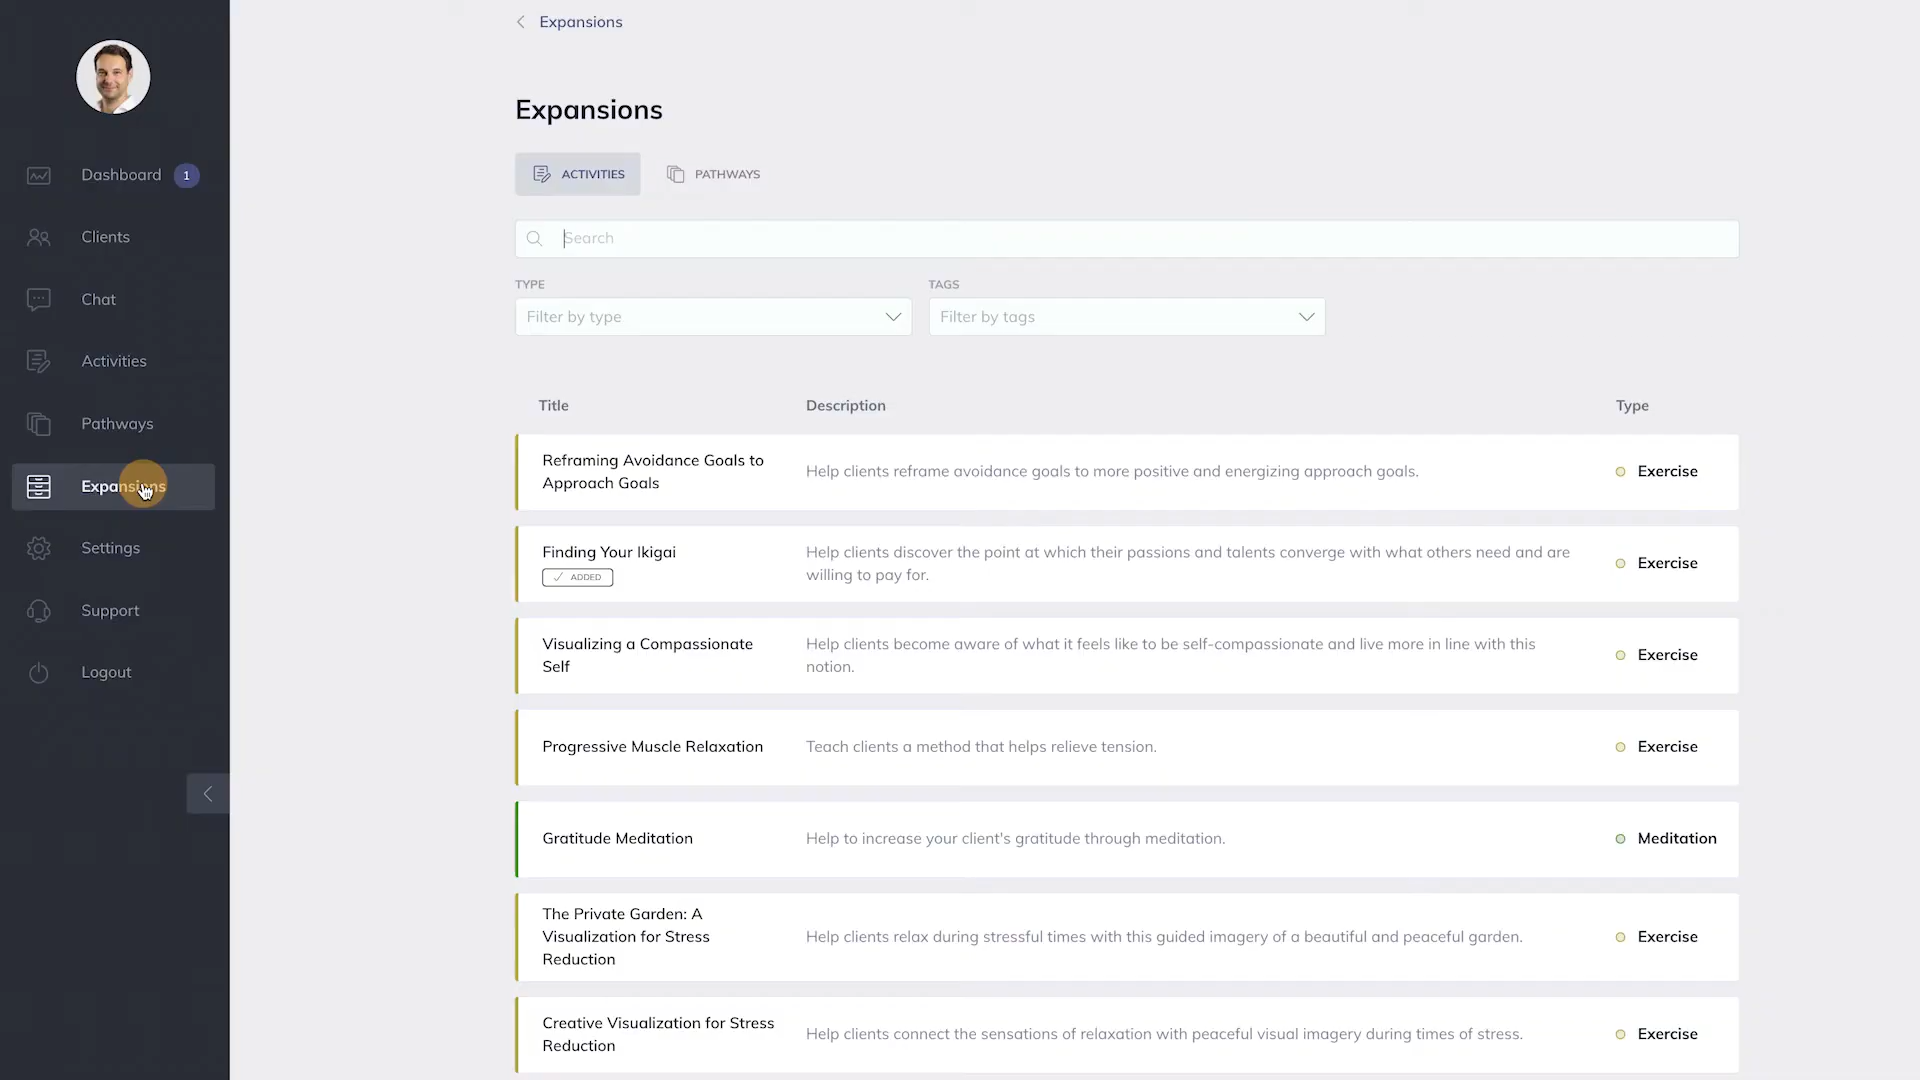 Expansions
Expansions
ACTIVITIES
PATHWAYS
Search
TYPE
TAGS
Filter by type
Filter by tags
Dashboard 1
Clients
Chat
Activities
Pathways
Expansions
Settings
Support
Logout
Title Description Type
Reframing Avoidance Goals to
Approach Goals
Help clients reframe avoidance goals to more positive and energizing approach goals.
Exercise
Finding Your Ikigai
ADDED
Help clients discover the point at which their passions and talents converge with what others need and are
willing to pay for.
Exercise
Visualizing a Compassionate
Self
Help clients become aware of what it feels like to be self-compassionate and live more in line with this
notion.
Exercise
Progressive Muscle Relaxation
Teach clients a method that helps relieve tension.
Exercise
Gratitude Meditation
Help to increase your client's gratitude through meditation.
Meditation
The Private Garden: A
Visualization for Stress
Reduction
Help clients relax during stressful times with this guided imagery of a beautiful and peaceful garden.
Exercise
Creative Visualization for Stress
Reduction
Help clients connect the sensations of relaxation with peaceful visual imagery during times of stress.
Exercise